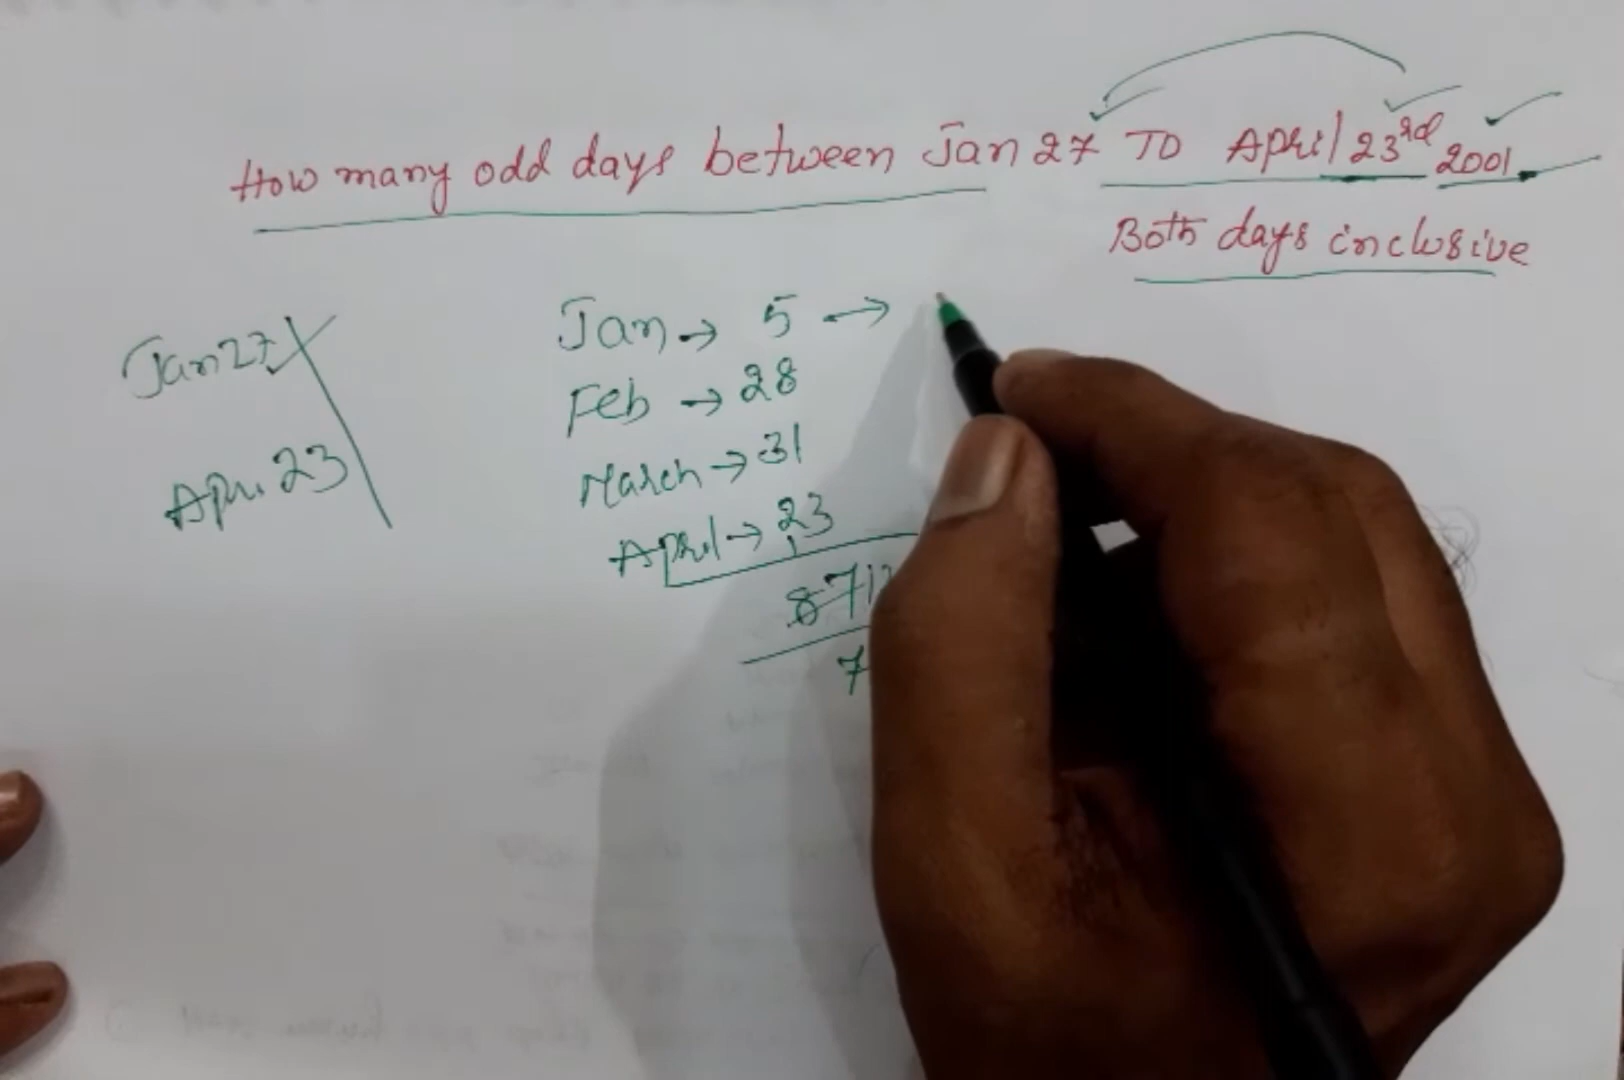 How many odd days between Jan 27 TO April 23rd 2001.
Both days inclusive
Jan 27
Apr. 23
Jan → 5 →
Feb → 28
March → 31
April → 23
87
7